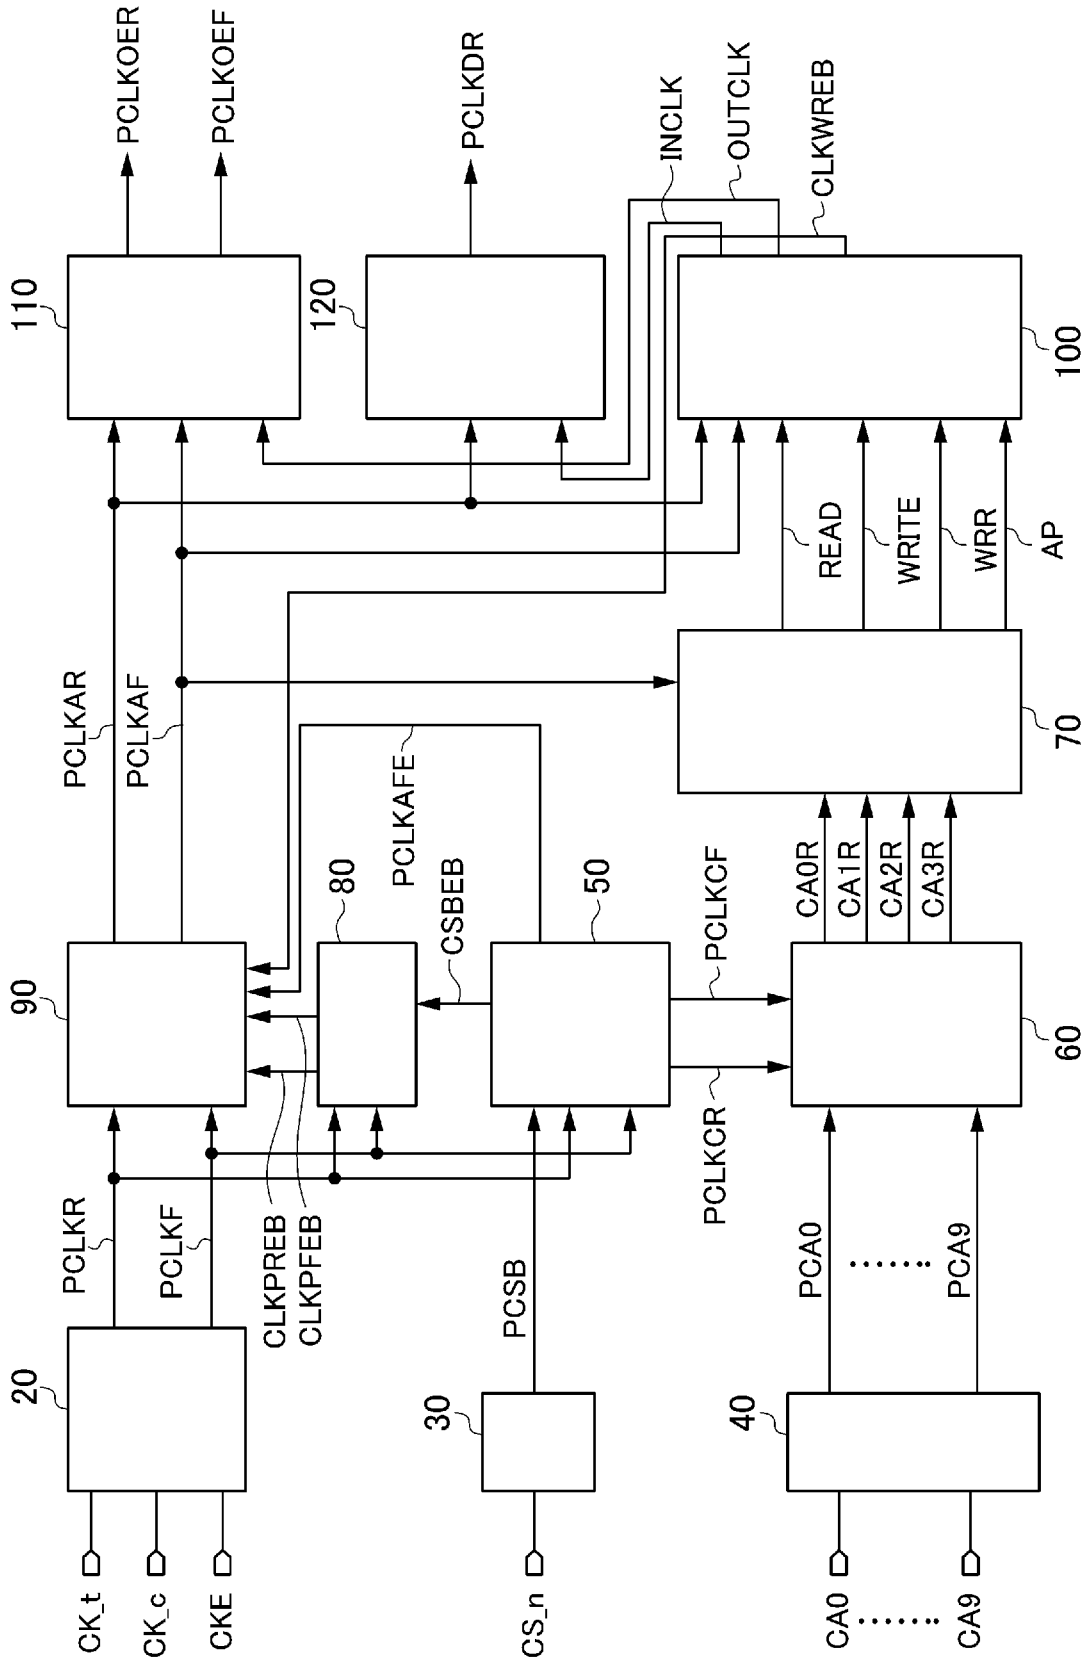 CK_t
CK_c
CKE
CS_n
CA0
CA9
20
30
40
PCLKR
PCLKF
CLKPREB
CLKPFEB
PCSB
PCA0
PCA9
90
80
50
60
CSBEB
PCLKCR
PCLKCF
PCLKAFE
CA0R
CA1R
CA2R
CA3R
PCLKAR
PCLKAF
70
READ
WRITE
WRR
AP
110
120
100
INCLK
OUTCLK
CLKWREB
PCLKOER
PCLKOEF
PCLKDR